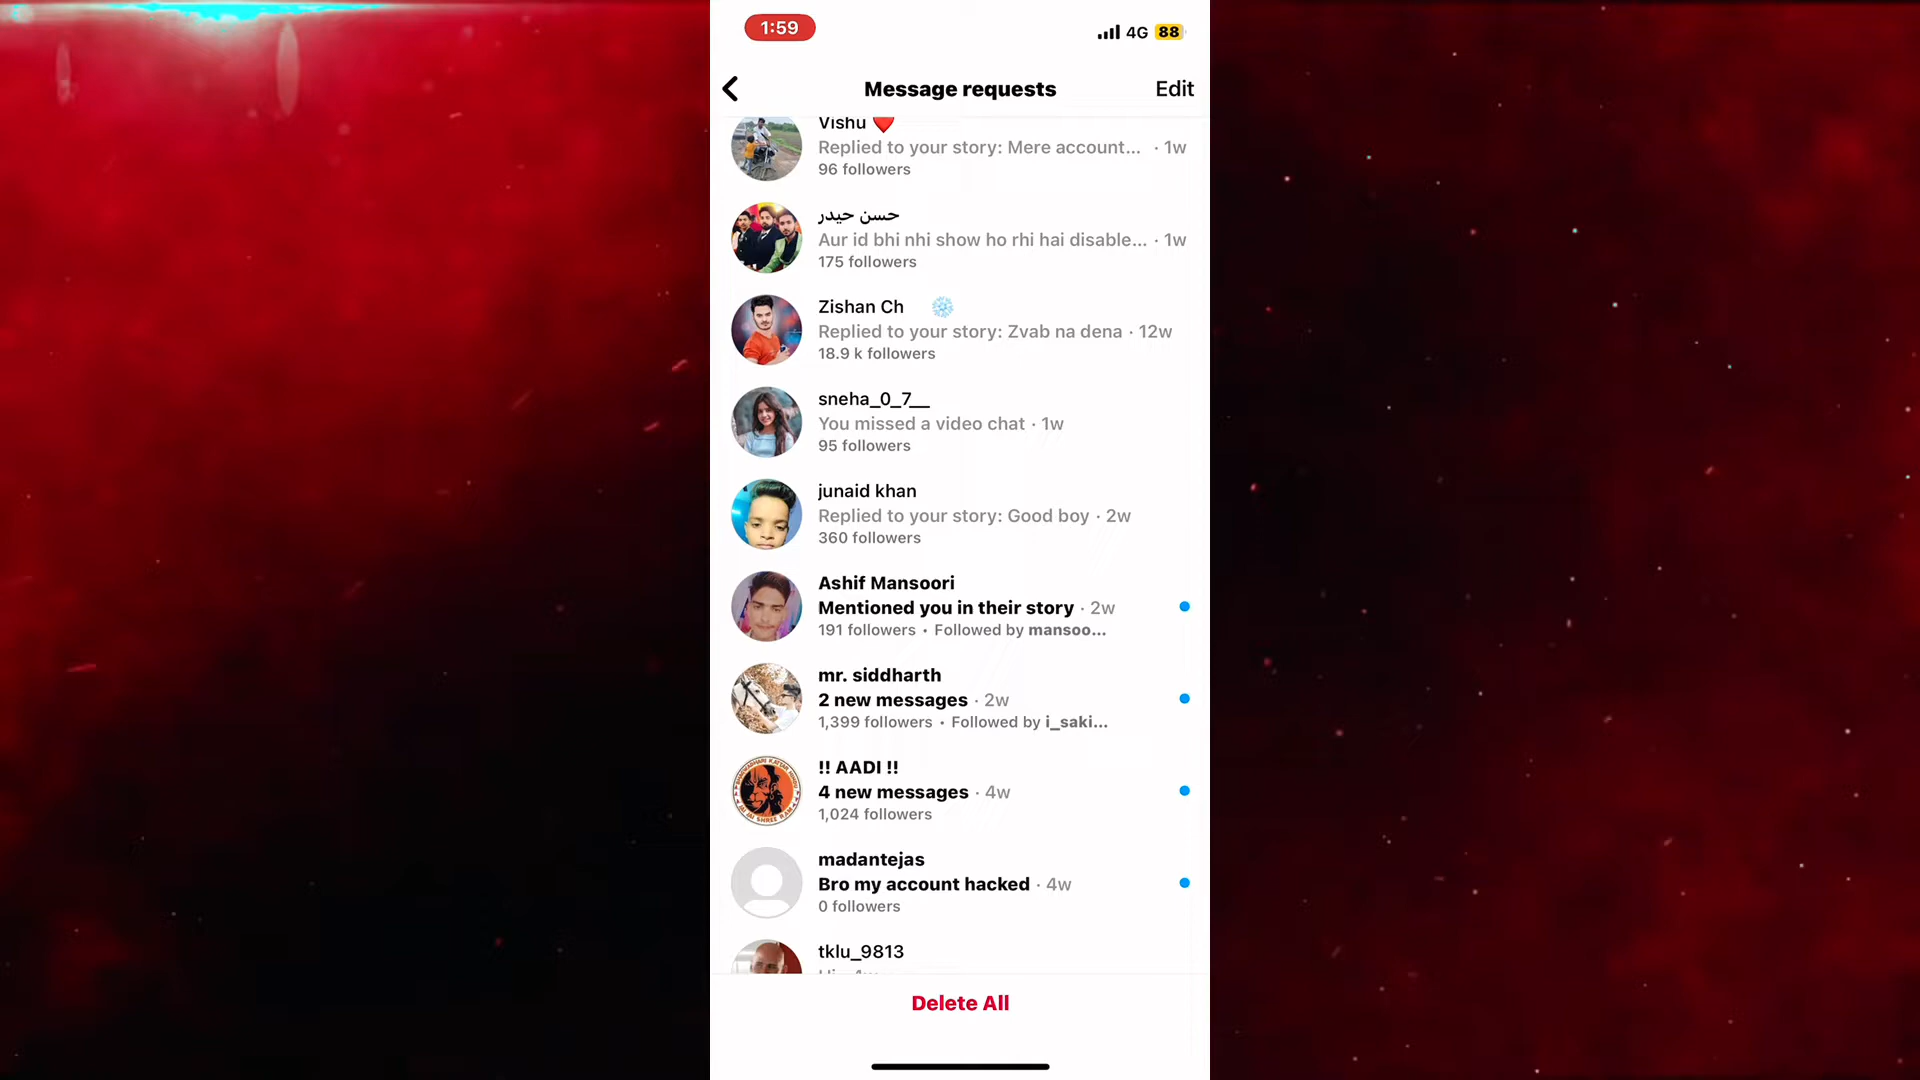 1:59
4G 88
Message requests
Edit
Vishu ❤️
Replied to your story: Mere account... · 1w
96 followers
حسن حیدر
Aur id bhi nhi show ho rhi hai disable... · 1w
175 followers
Zishan Ch ❄️
Replied to your story: Zvab na dena · 12w
18.9 k followers
sneha_0_7__
You missed a video chat · 1w
95 followers
junaid khan
Replied to your story: Good boy · 2w
360 followers
Ashif Mansoori
Mentioned you in their story · 2w
191 followers • Followed by mansoo...
mr. siddharth
2 new messages · 2w
1,399 followers • Followed by i_saki...
!! AADI !!
4 new messages · 4w
1,024 followers
madantejas
Bro my account hacked · 4w
0 followers
tklu_9813
Delete All